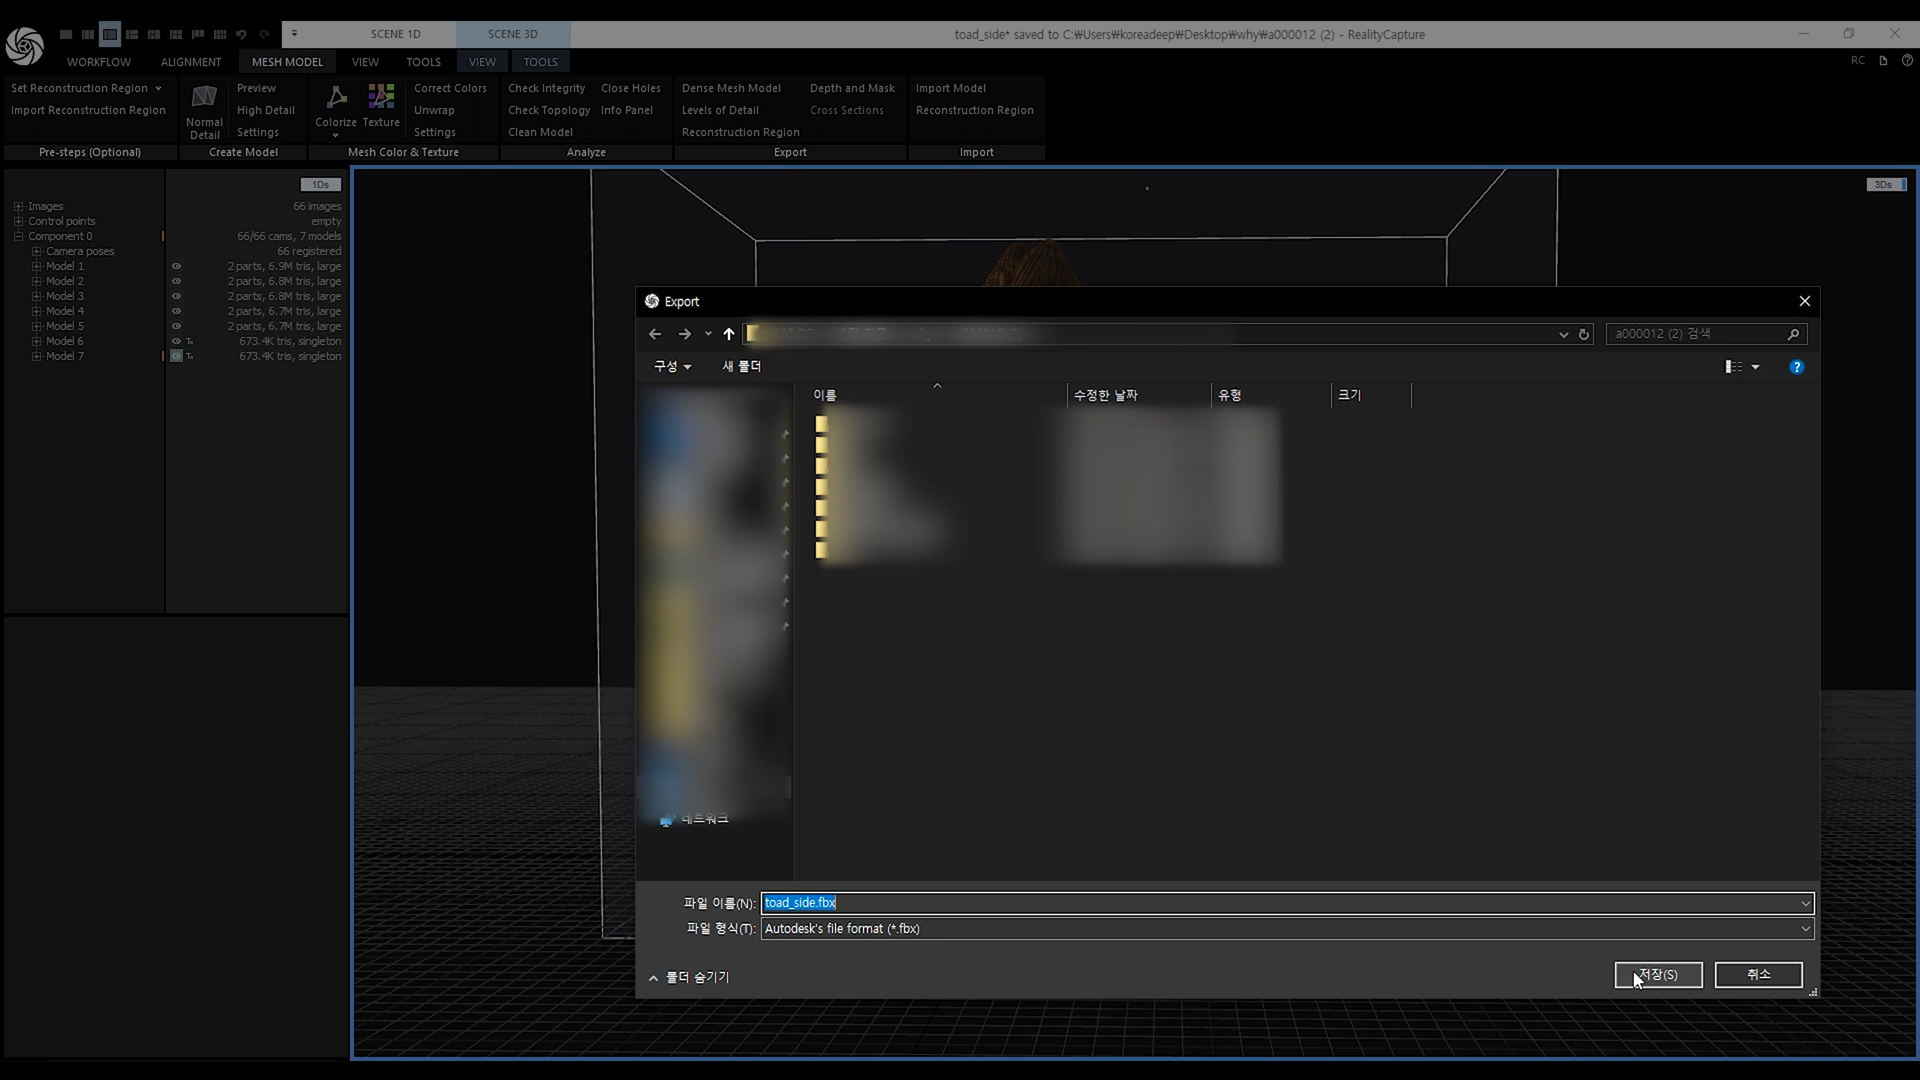 SCENE 1D
SCENE 3D
toad_side* saved to C:₩Users₩koreadeep₩Desktop₩why₩a000012 (2) - RealityCapture
WORKFLOW
ALIGNMENT
MESH MODEL
VIEW
TOOLS
VIEW
TOOLS
RC
Set Reconstruction Region
Import Reconstruction Region
Pre-steps (Optional)
Normal
Detail
Preview
High Detail
Settings
Create Model
Colorize
Texture
Correct Colors
Unwrap
Settings
Mesh Color & Texture
Check Integrity
Close Holes
Check Topology
Info Panel
Clean Model
Analyze
Dense Mesh Model
Depth and Mask
Levels of Detail
Cross Sections
Reconstruction Region
Export
Import Model
Reconstruction Region
Import
1Ds
Images 66 images
Control points empty
Component 0 66/66 cams, 7 models
Camera poses 66 registered
Model 1 2 parts, 6.9M tris, large
Model 2 2 parts, 6.8M tris, large
Model 3 2 parts, 6.8M tris, large
Model 4 2 parts, 6.7M tris, large
Model 5 2 parts, 6.7M tris, large
Model 6 673.4K tris, singleton
Model 7 673.4K tris, singleton
3Ds
Export
a000012 (2) 검색
구성
새 폴더
이름
수정한 날짜
유형
크기
네트워크
파일 이름(N): toad_side.fbx
파일 형식(T): Autodesk's file format (*.fbx)
폴더 숨기기
저장(S)
취소